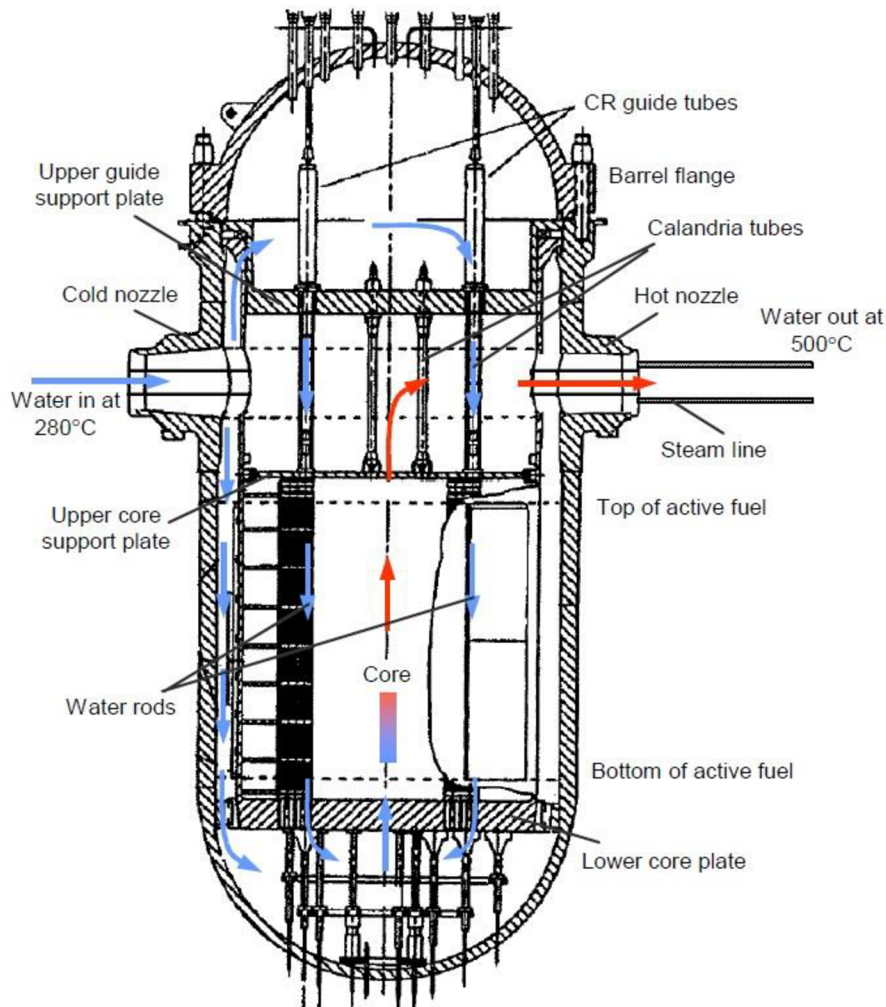 CR guide tubes
Upper guide
support plate
Barrel flange
Calandria tubes
Cold nozzle
Hot nozzle
Water out at
500°C
Water in at
280°C
Steam line
Upper core
support plate
Top of active fuel
Core
Water rods
Bottom of active fuel
Lower core plate